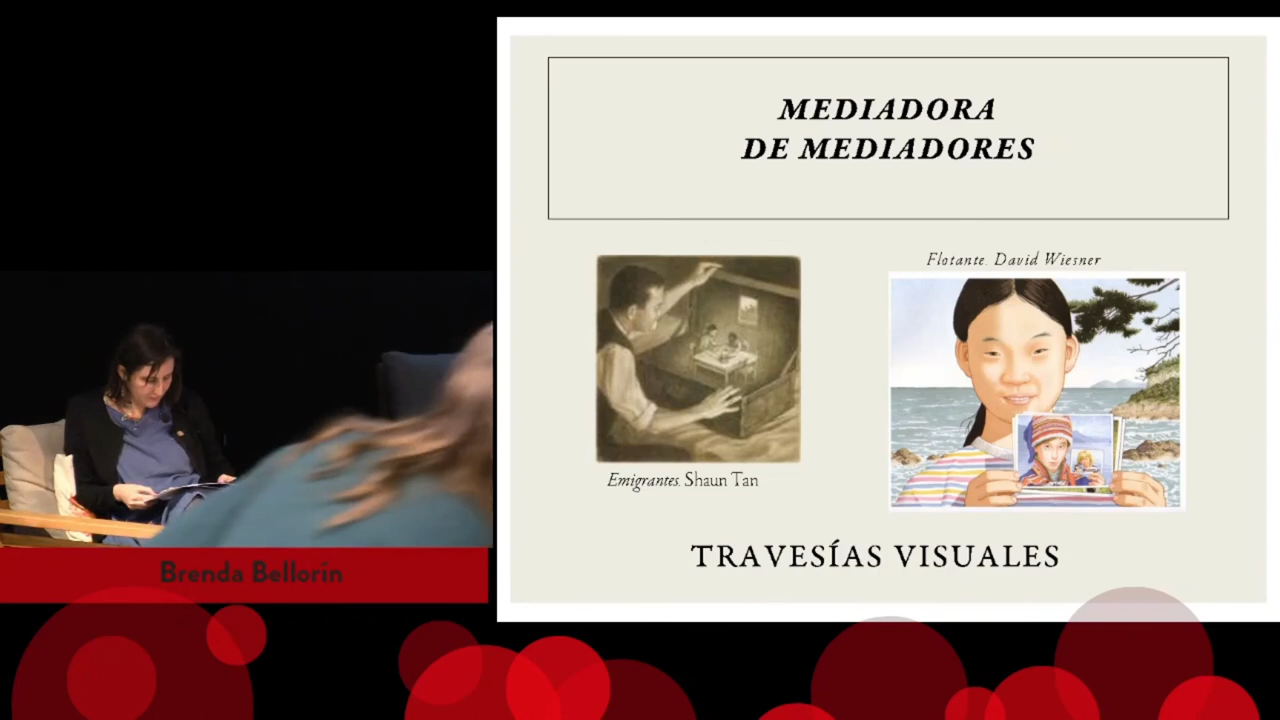 MEDIADORA
DE MEDIADORES
Flotante. David Wiesner
Emigrantes. Shaun Tan
TRAVESÍAS VISUALES
Brenda Bellorín